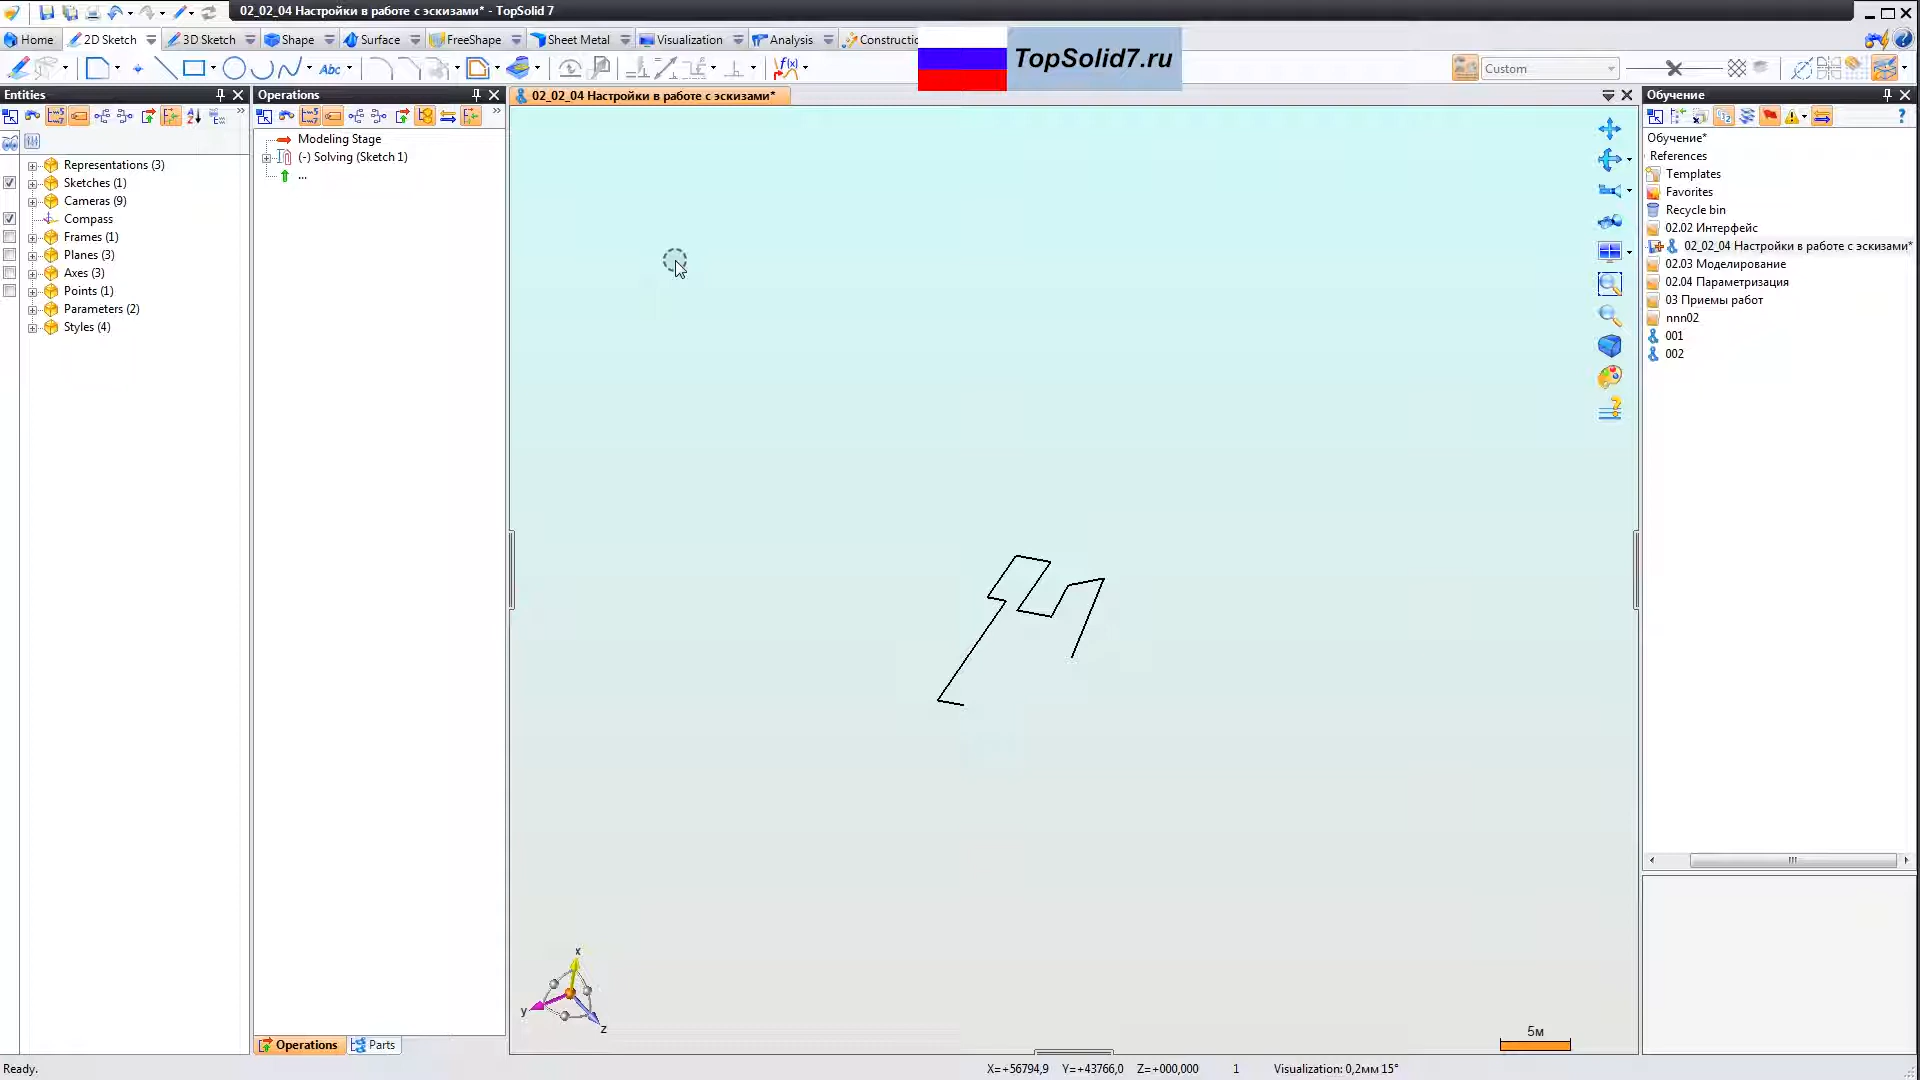 02_02_04 Настройки в работе с эскизами* - TopSolid 7
Home
2D Sketch
3D Sketch
Shape
Surface
FreeShape
Sheet Metal
Visualization
Analysis
Constructio
TopSolid7.ru
Abc
f(x)
Custom
Entities
Operations
02_02_04 Настройки в работе с эскизами*
Обучение
Representations (3)
Sketches (1)
Cameras (9)
Compass
Frames (1)
Planes (3)
Axes (3)
Points (1)
Parameters (2)
Styles (4)
Modeling Stage
(-) Solving (Sketch 1)
...
Обучение*
References
Templates
Favorites
Recycle bin
02.02 Интерфейс
02_02_04 Настройки в работе с эскизами*
02.03 Моделирование
02.04 Параметризация
03 Приемы работ
nnn02
001
002
x
y
z
5м
Operations
Parts
Ready.
X=+56794,9 Y=+43766,0 Z=+000,000 1 Visualization: 0,2мм 15°